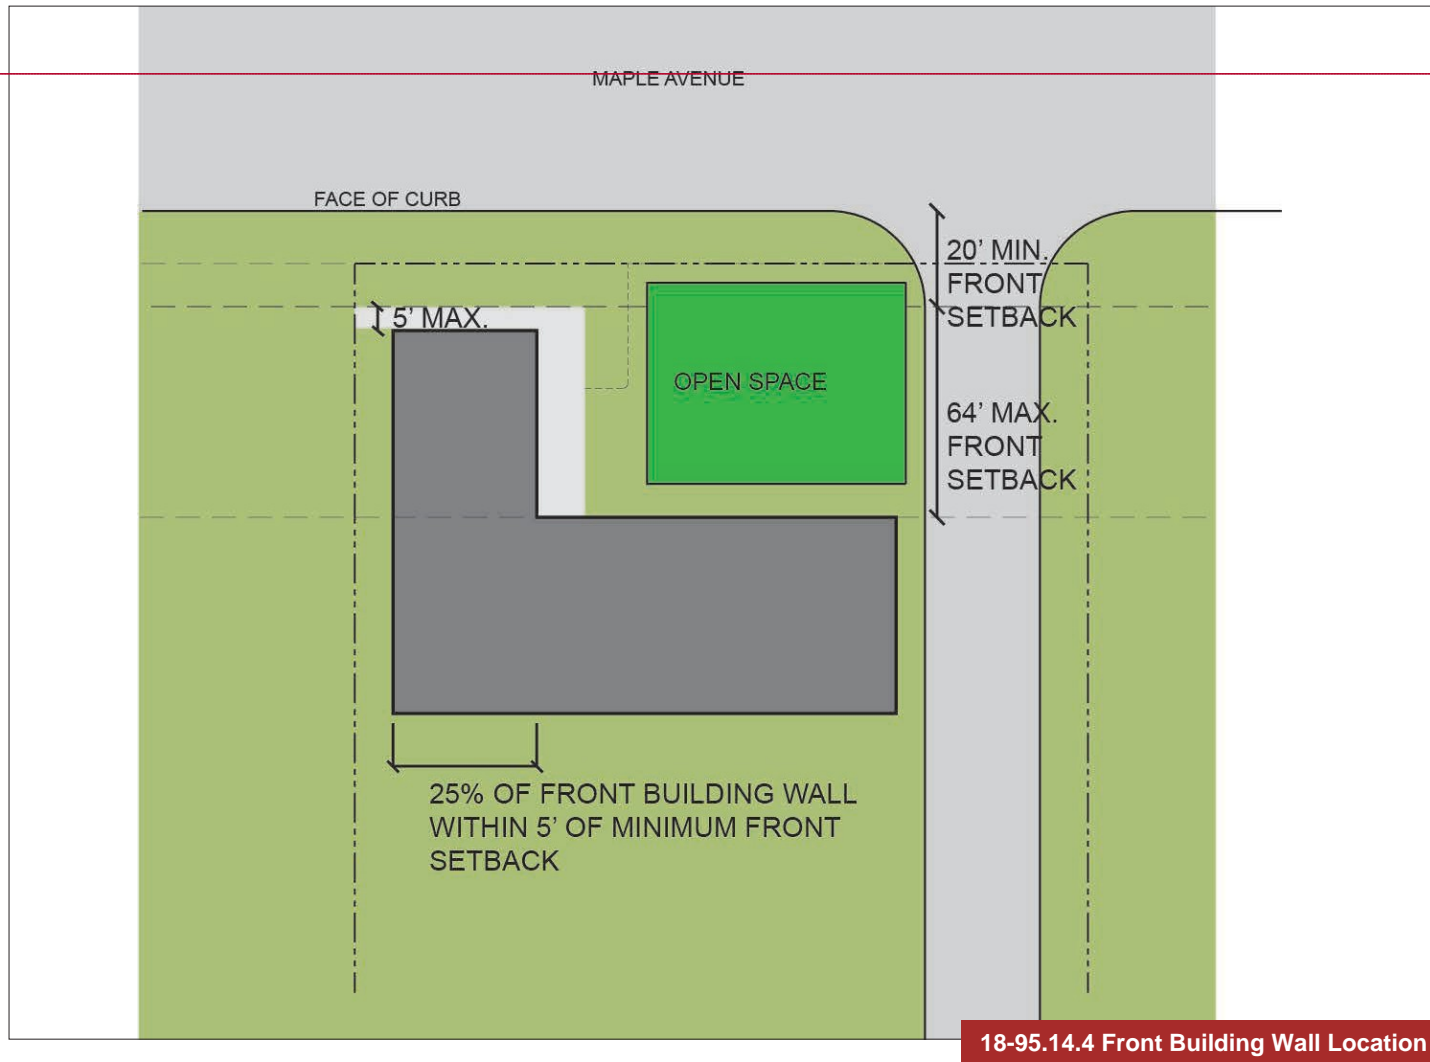 MAPLE AVENUE
FACE OF CURB
20’ MIN.
FRONT
SETBACK
5’ MAX.
OPEN SPACE
64’ MAX.
FRONT
SETBACK
25% OF FRONT BUILDING WALL
WITHIN 5’ OF MINIMUM FRONT
SETBACK
18-95.14.4 Front Building Wall Location